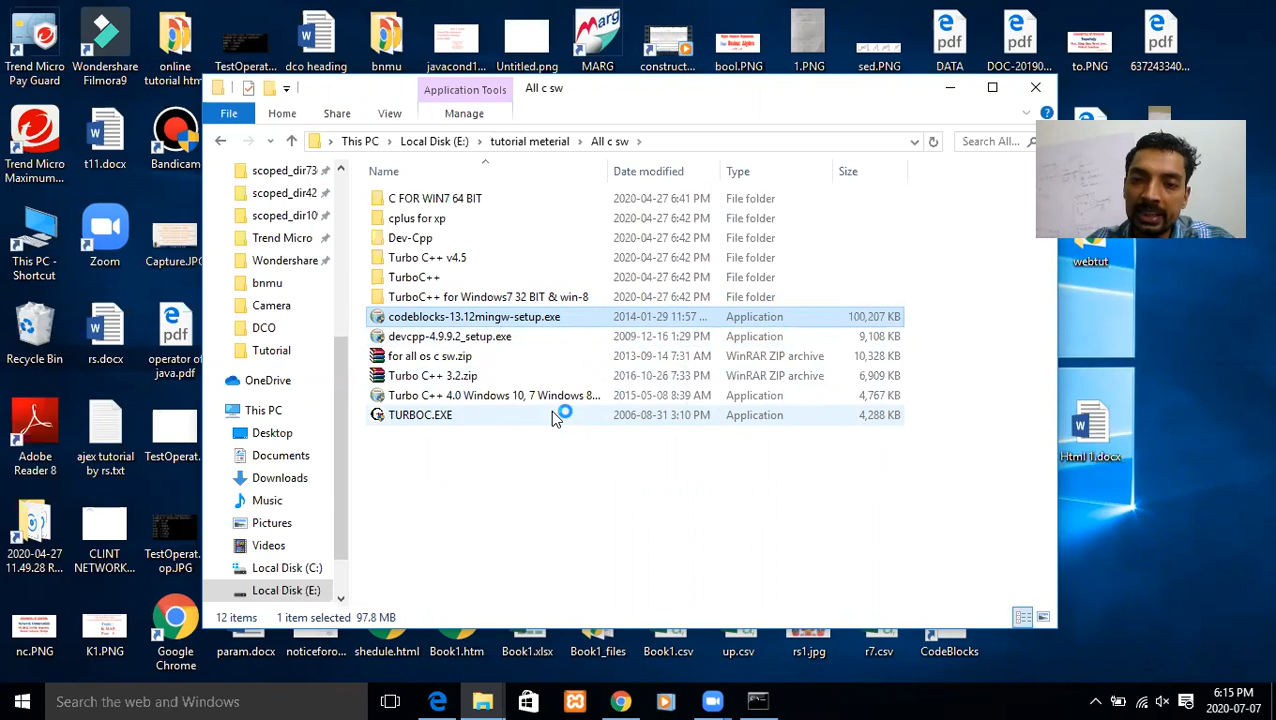 Trend Micro Security Guard
Wondershare Filmora9
online tutorial htm
TestOperat...
dco heading
javacond1...
Untitled.png
MARG
MARG
construct...
bool.PNG
1.PNG
sed.PNG
pdf
DATA
pdf
DOC-20190...
to.PNG
pdf
637243340...
All c sw
Application Tools
File
Home
Share
View
Manage
This PC
Local Disk (E:)
tutorial meterial
All c sw
Search All...
Trend Micro Maximum...
t11.docx
Bandicam
This PC - Shortcut
Zoom
Capture.JPG
Recycle Bin
rs.docx
pdf
operator of java.pdf
Adobe Reader 8
ajex tutorial by rs.txt
TestOperat...
2020-04-27 11.49.28 R...
CLINT NETWORK...
TestOperat op.JPG
nc.PNG
K1.PNG
Google Chrome
scoped_dir73
scoped_dir42
scoped_dir10
Trend Micro
Wondershare
bnmu
Camera
DCO
Tutorial
OneDrive
This PC
Desktop
Documents
Downloads
Music
Pictures
Videos
Local Disk (C:)
Local Disk (E:)
Name Date modified Type Size
C FOR WIN7 64 BIT 2020-04-27 6:41 PM File folder
cplus for xp 2020-04-27 6:42 PM File folder
Dev-Cpp 2020-04-27 6:42 PM File folder
Turbo C++ v4.5 2020-04-27 6:42 PM File folder
TurboC++ 2020-04-27 6:42 PM File folder
TurboC++ for Windows7 32 BIT & win-8 2020-04-27 6:42 PM File folder
codeblocks-13.12mingw-setup.exe 2014-01-29 11:57 ... Application 100,207 KB
devcpp-4.9.9.2_setup.exe 2009-12-16 1:29 PM Application 9,108 KB
for all os c sw.zip 2013-09-14 7:31 AM WinRAR ZIP archive 10,328 KB
Turbo C++ 3.2.zip 2016-10-26 7:33 PM WinRAR ZIP archive 6,909 KB
Turbo C++ 4.0 Windows 10, 7 Windows 8... 2015-05-08 8:39 AM Application 4,767 KB
TURBOC.EXE 2006-08-31 3:10 PM Application 4,288 KB
12 items 1 item selected 97.8 MB
webtut
Html 1.docx
param.docx
noticeforo...
shedule.html
Book1.htm
Book1.xlsx
Book1_files
Book1.csv
up.csv
rs1.jpg
r7.csv
CodeBlocks
Search the web and Windows
6:15 PM
2020-07-07